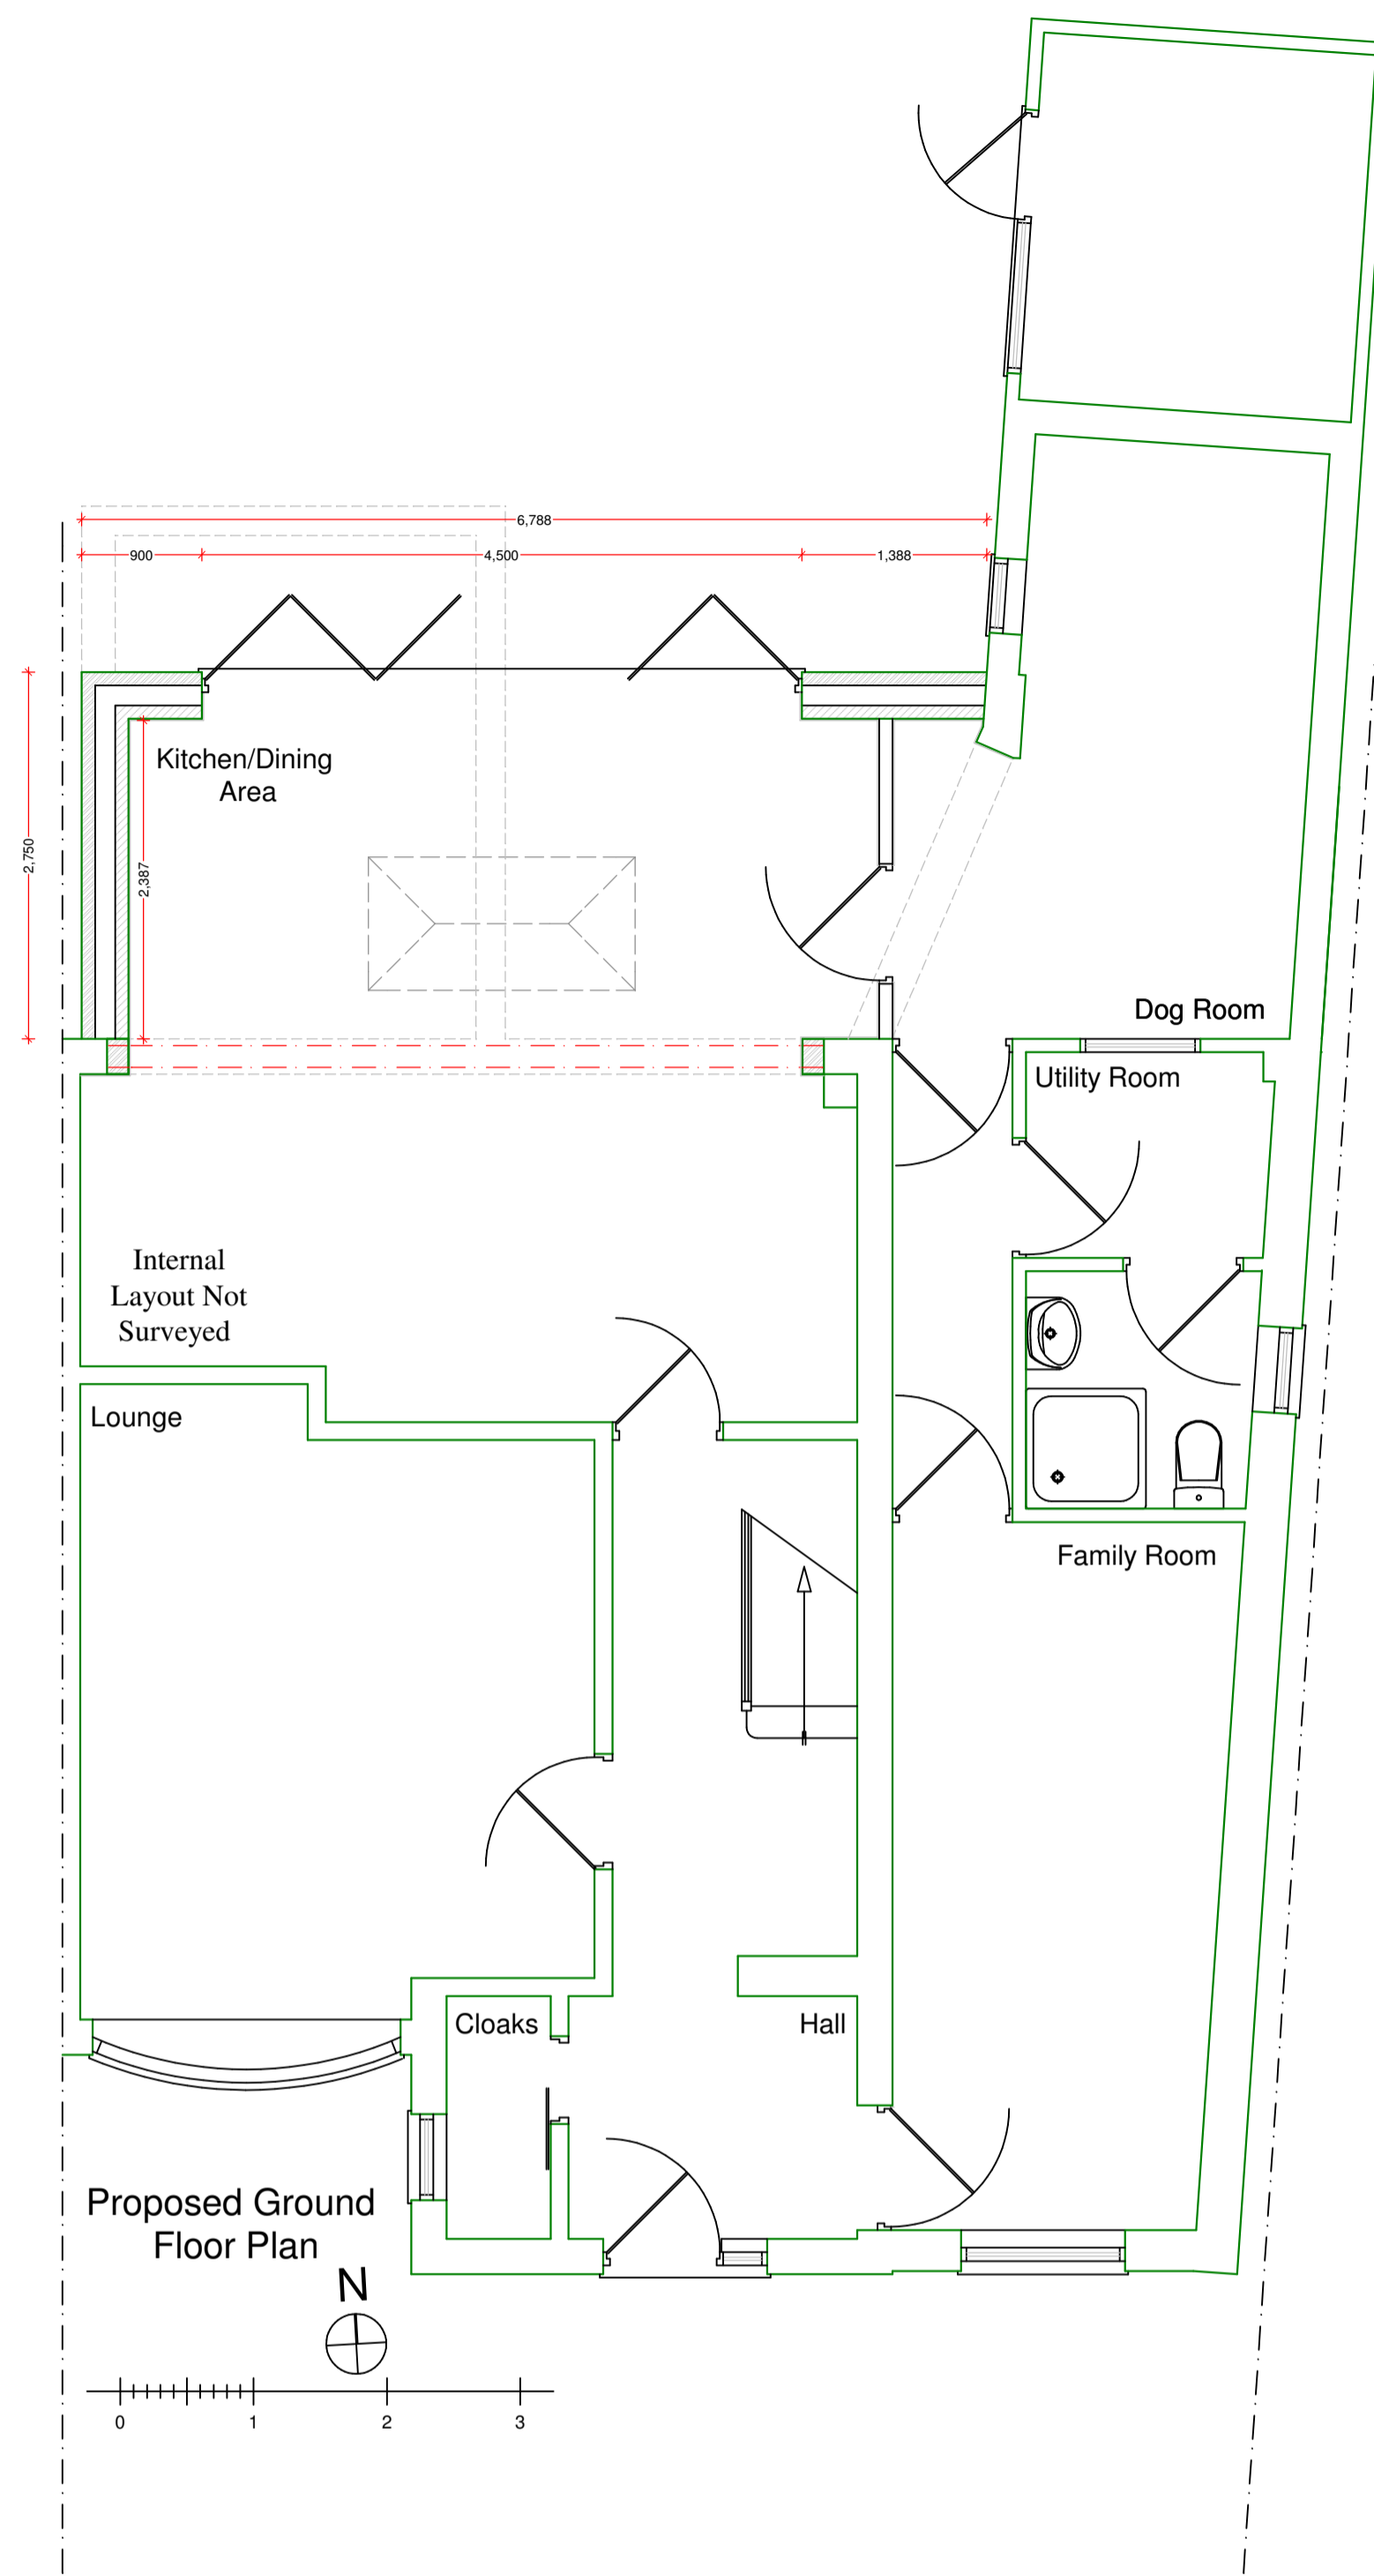 6,788
900
4,500
1,388
Kitchen/Dining
Area
2,750
2,387
Dog Room
Utility Room
Internal
Layout Not
Surveyed
Lounge
Family Room
Cloaks
Hall
Proposed Ground
Floor Plan
N
0 1 2 3